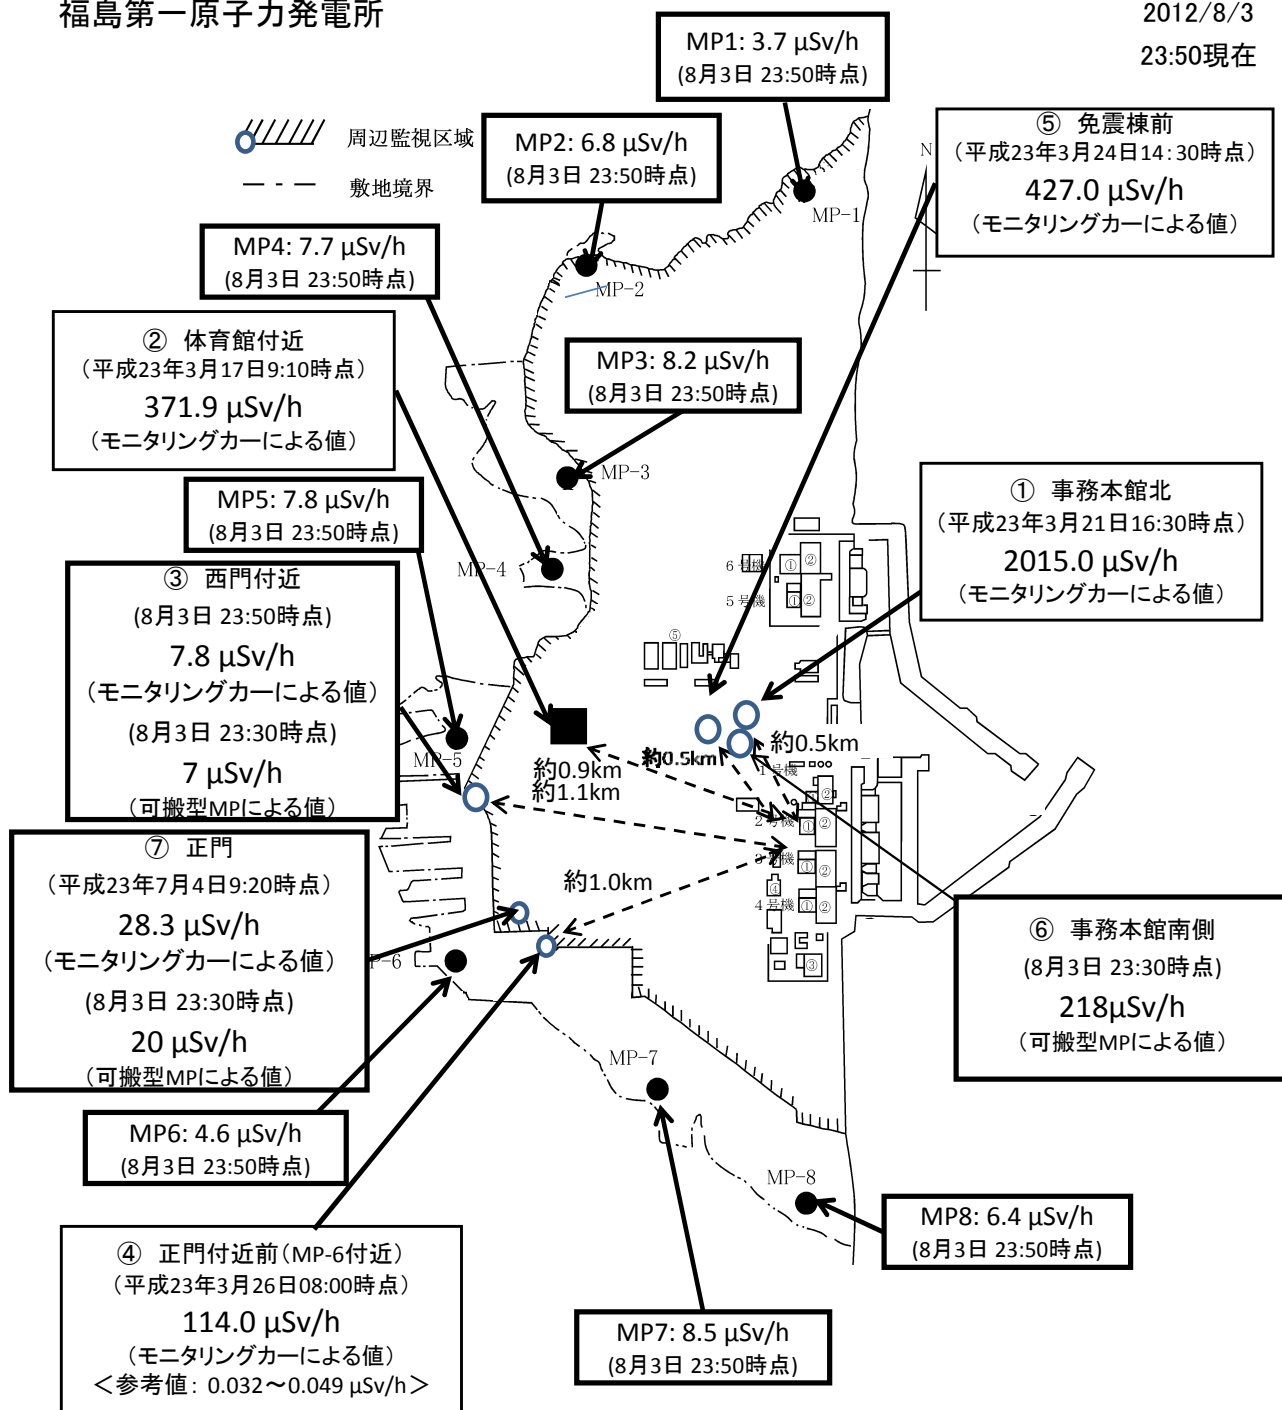 福島第一原子力発電所
2012/8/3
23:50現在
MP1: 3.7 μSv/h
(8月3日 23:50時点)
周辺監視区域
敷地境界
MP2: 6.8 μSv/h
(8月3日 23:50時点)
⑤ 免震棟前
（平成23年3月24日14:30時点）
427.0 μSv/h
（モニタリングカーによる値）
N
MP-1
MP4: 7.7 μSv/h
(8月3日 23:50時点)
MP-2
② 体育館付近
（平成23年3月17日9:10時点）
371.9 μSv/h
（モニタリングカーによる値）
MP3: 8.2 μSv/h
(8月3日 23:50時点)
MP-3
MP5: 7.8 μSv/h
(8月3日 23:50時点)
① 事務本館北
（平成23年3月21日16:30時点）
2015.0 μSv/h
（モニタリングカーによる値）
MP-4
6号機
① ②
5号機
① ②
⑤
③ 西門付近
(8月3日 23:50時点)
7.8 μSv/h
（モニタリングカーによる値）
(8月3日 23:30時点)
7 μSv/h
（可搬型MPによる値）
MP-5
約0.9km
約1.1km
約0.5km
約0.5km
1号機
②
2号機
① ②
3号機
① ②
④
4号機
① ②
③
約1.0km
⑦ 正門
（平成23年7月4日9:20時点）
28.3 μSv/h
（モニタリングカーによる値）
(8月3日 23:30時点)
20 μSv/h
（可搬型MPによる値）
P-6
⑥ 事務本館南側
(8月3日 23:30時点)
218μSv/h
（可搬型MPによる値）
MP-7
MP6: 4.6 μSv/h
(8月3日 23:50時点)
MP-8
MP8: 6.4 μSv/h
(8月3日 23:50時点)
④ 正門付近前（MP-6付近）
（平成23年3月26日08:00時点）
114.0 μSv/h
（モニタリングカーによる値）
＜参考値: 0.032～0.049 μSv/h＞
MP7: 8.5 μSv/h
(8月3日 23:50時点)